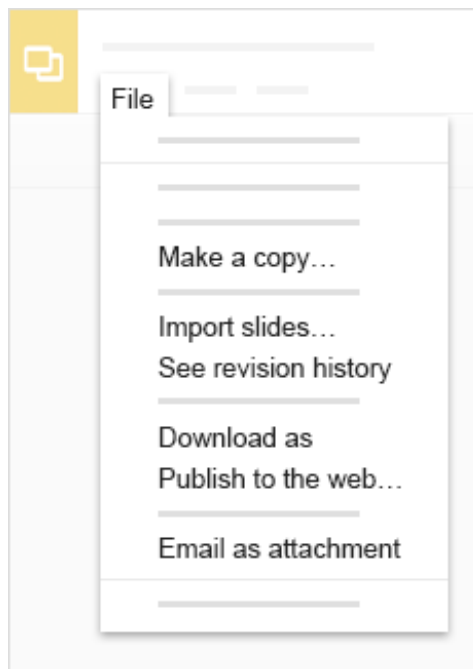 File
Make a copy…
Import slides…
See revision history
Download as
Publish to the web…
Email as attachment